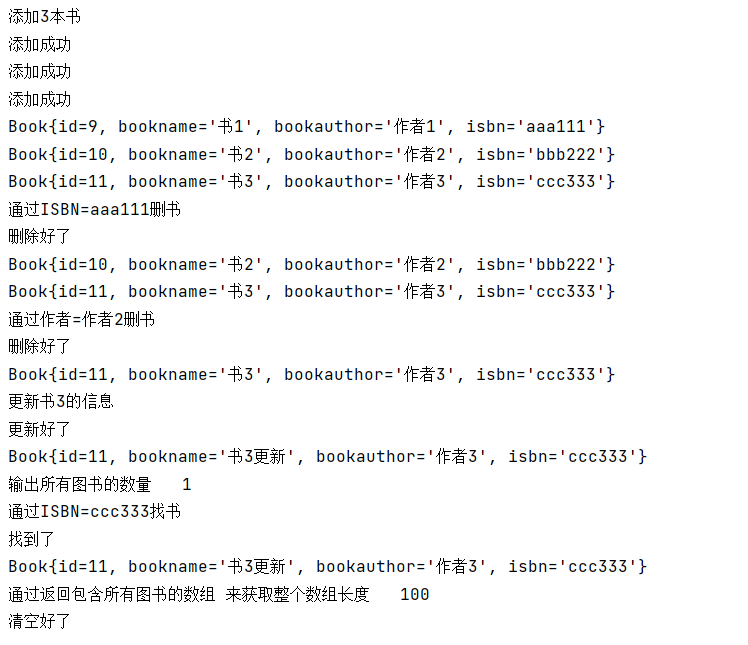 添加3本书
添加成功
添加成功
添加成功
Book{id=9, bookname='书1', bookauthor='作者1', isbn='aaa111'}
Book{id=10, bookname='书2', bookauthor='作者2', isbn='bbb222'}
Book{id=11, bookname='书3', bookauthor='作者3', isbn='ccc333'}
通过ISBN=aaa111删书
删除好了
Book{id=10, bookname='书2', bookauthor='作者2', isbn='bbb222'}
Book{id=11, bookname='书3', bookauthor='作者3', isbn='ccc333'}
通过作者=作者2删书
删除好了
Book{id=11, bookname='书3', bookauthor='作者3', isbn='ccc333'}
更新书3的信息
更新好了
Book{id=11, bookname='书3更新', bookauthor='作者3', isbn='ccc333'}
输出所有图书的数量   1
通过ISBN=ccc333找书
找到了
Book{id=11, bookname='书3更新', bookauthor='作者3', isbn='ccc333'}
通过返回包含所有图书的数组 来获取整个数组长度   100
清空好了